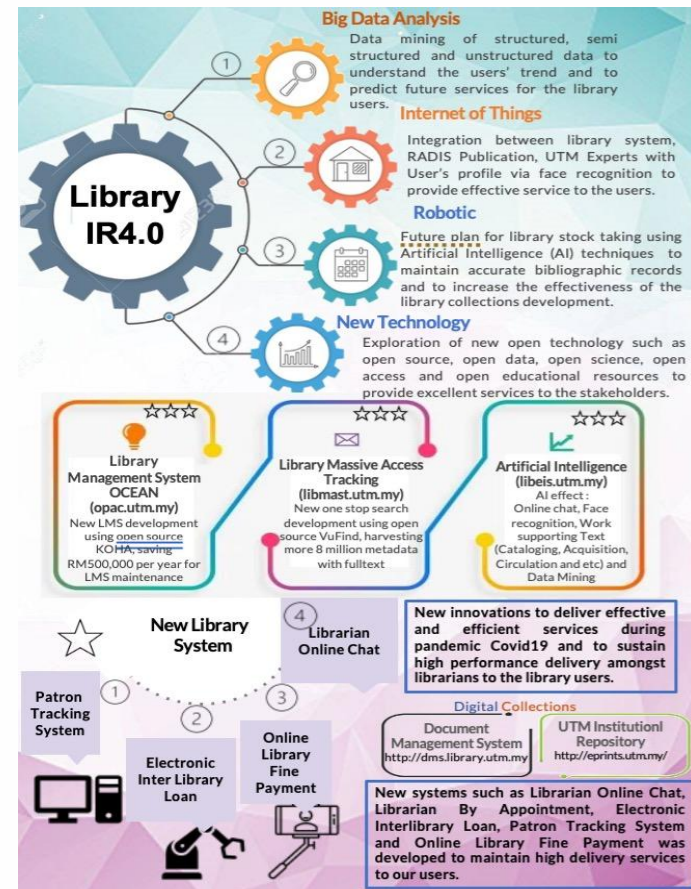 Big Data Analysis
Data mining of structured, semi
structured and unstructured data to
understand the users' trend and to
predict future services for the library
users.
1
Internet of Things
Integration between library system,
RADIS Publication, UTM Experts with
User's profile via face recognition to
provide effective service to the users.
2
Library
IR4.0
Robotic
Future plan for library stock taking using
Artificial Intelligence (AI) techniques to
maintain accurate bibliographic records
and to increase the effectiveness of the
library collections development.
3
New Technology
Exploration of new open technology such as
open source, open data, open science, open
access and open educational resources to
provide excellent services to the stakeholders.
4
Library
Management System
OCEAN
(opac.utm.my)
New LMS development
using open source
KOHA, saving
RM500,000 per year for
LMS maintenance
Library Massive Access
Tracking
(libmast.utm.my)
New one stop search
development using open
source VuFind, harvesting
more 8 million metadata
with fulltext
Artificial Intelligence
(libeis.utm.my)
AI effect :
Online chat, Face
recognition, Work
supporting Text
(Cataloging, Acquisition,
Circulation and etc) and
Data Mining
New Library
System
1
Patron
Tracking
System
2
Electronic
Inter Library
Loan
3
Online
Library
Fine
Payment
4
Librarian
Online Chat
New innovations to deliver effective
and efficient services during
pandemic Covid19 and to sustain
high performance delivery amongst
librarians to the library users.
Digital Collections
Document
Management System
http://dms.library.utm.my
UTM Institutionl
Repository
http://eprints.utm.my/
New systems such as Librarian Online Chat,
Librarian By Appointment, Electronic
Interlibrary Loan, Patron Tracking System
and Online Library Fine Payment was
developed to maintain high delivery services
to our users.